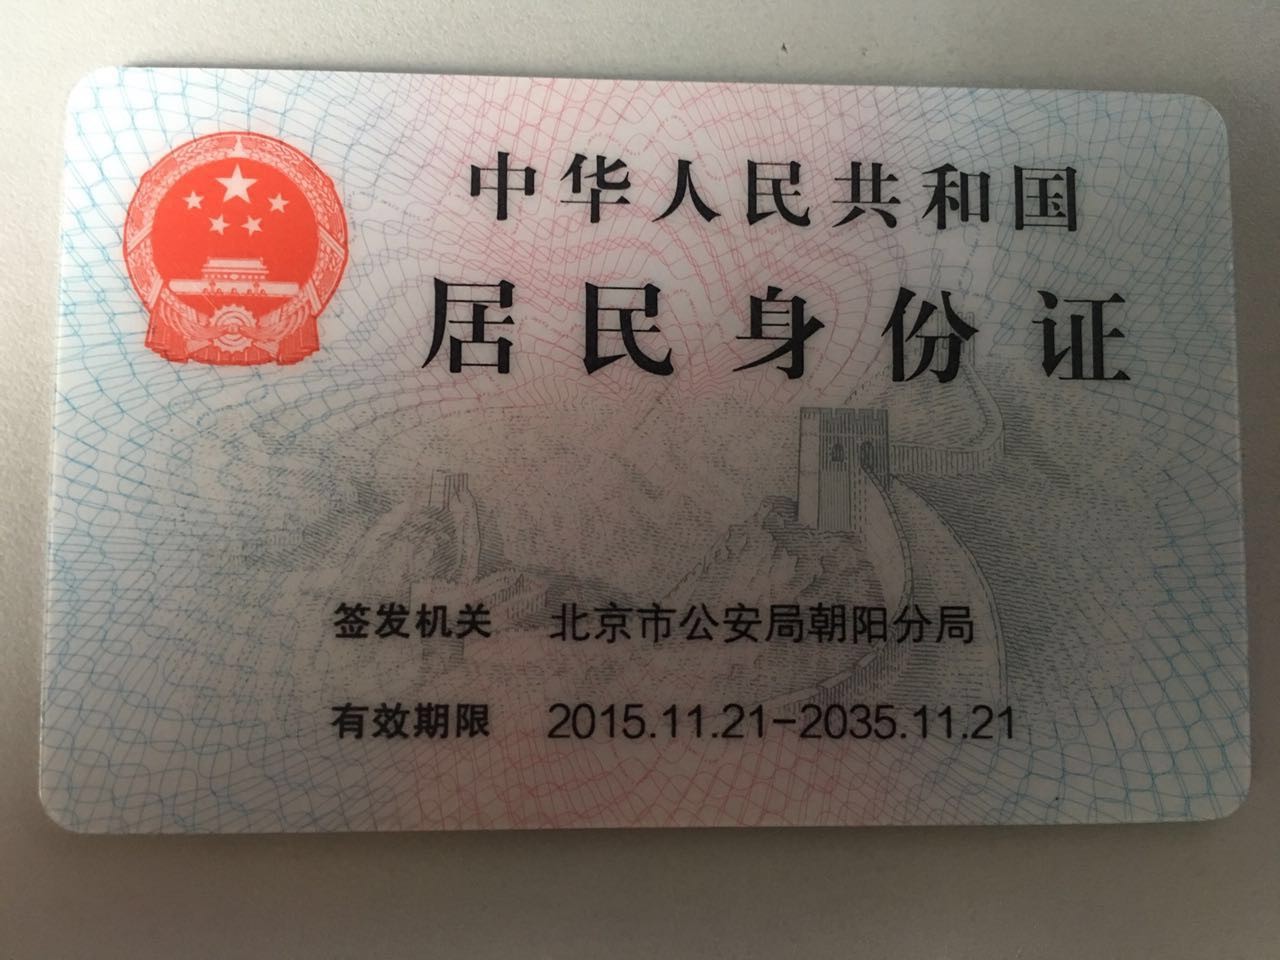 中华人民共和国
居民身份证
签发机关 北京市公安局朝阳分局
有效期限 2015.11.21-2035.11.21